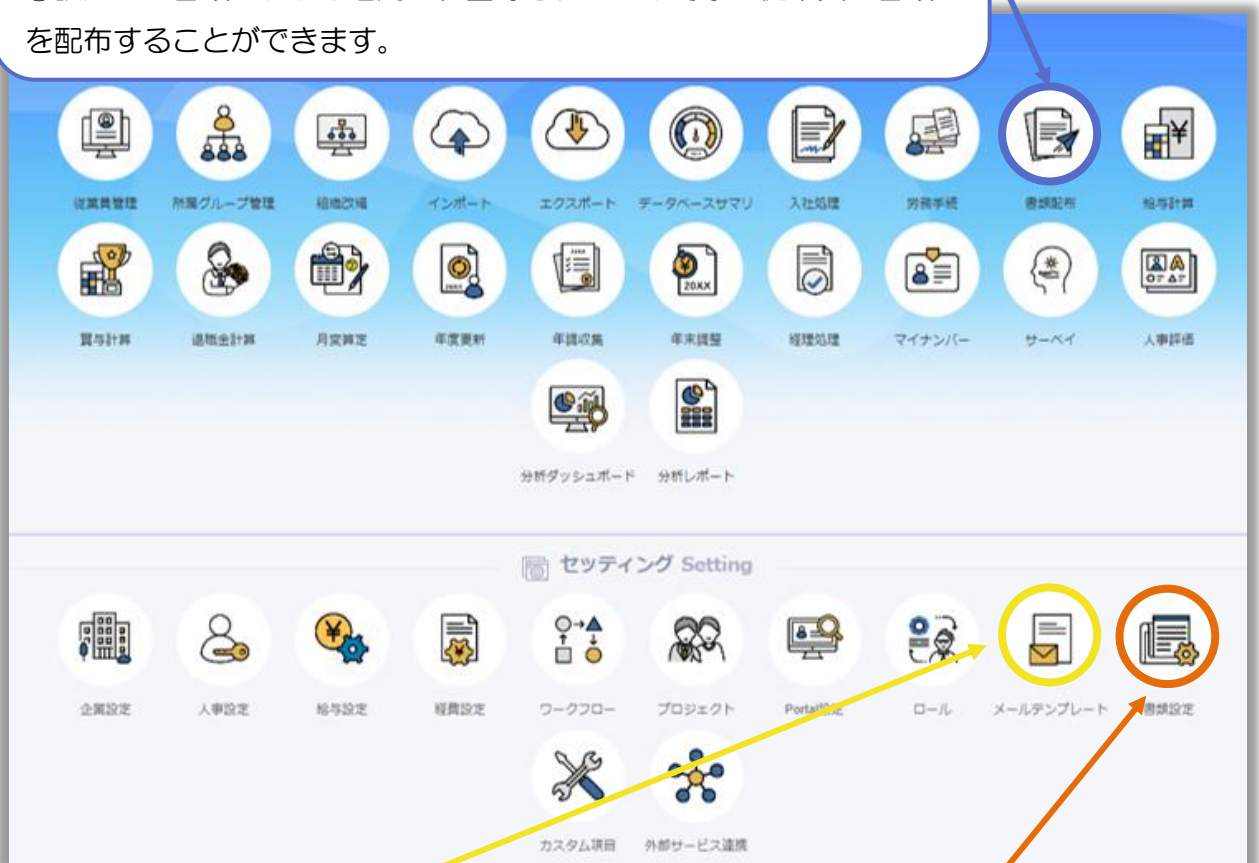 を配布することができます。
従業員管理 所属グループ管理 組織改編 インポート エクスポート データベースサマリ 入社処理 労務手続 書類配布 給与計算
20XX
賞与計算 退職金計算 月変算定 年度更新 年調収集 年末調整 経理処理 マイナンバー サーベイ 人事評価
分析ダッシュボード 分析レポート
セッティング Setting
企業設定 人事設定 給与設定 経費設定 ワークフロー プロジェクト Portal設定 ロール メールテンプレート 書類設定
カスタム項目 外部サービス連携